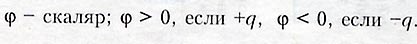 φ – скаляр; φ > 0, если +q, φ < 0, если –q.